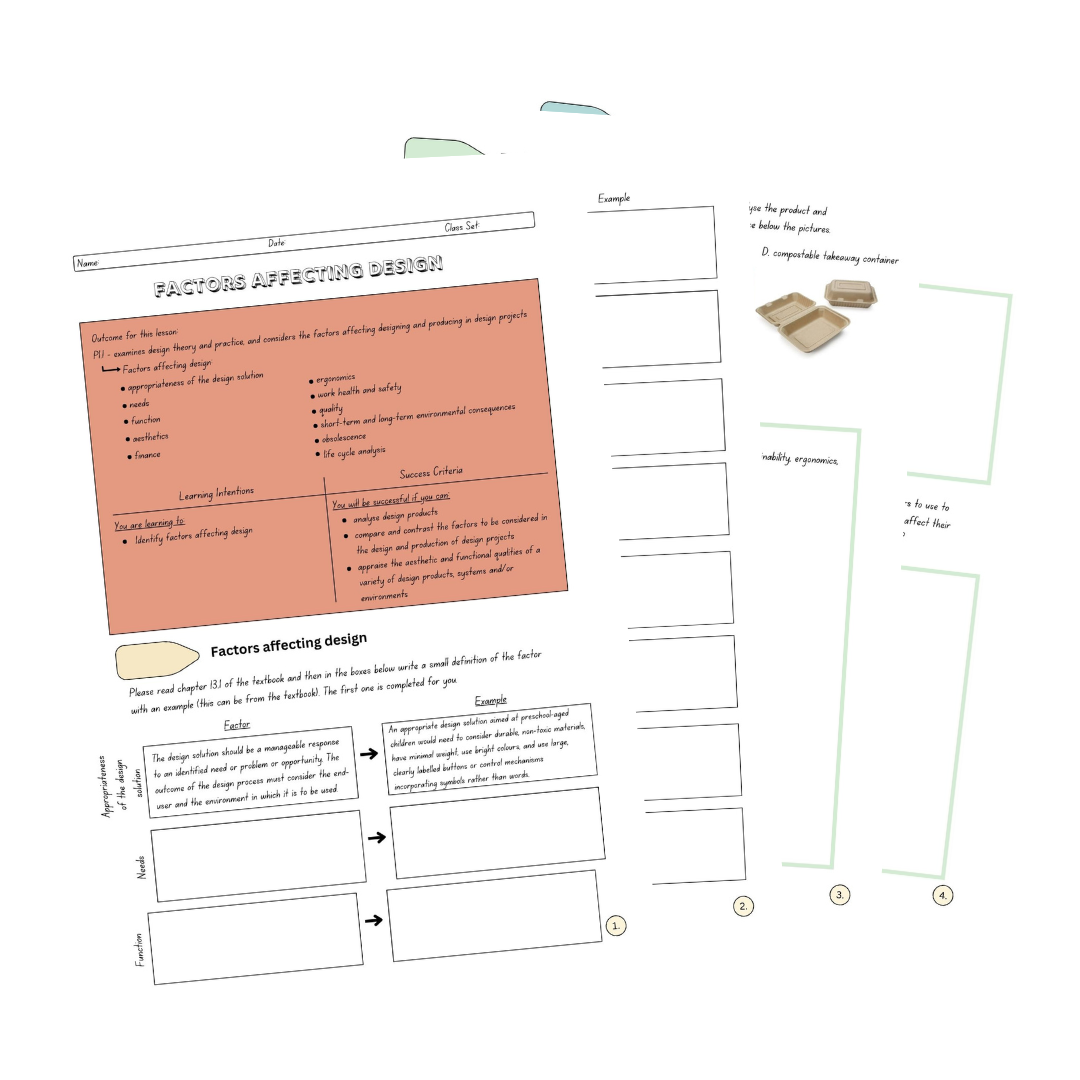 Name:
Date:
Class Set:
FACTORS AFFECTING DESIGN
Outcome for this lesson:
P1.1 - examines design theory and practice, and considers the factors affecting designing and producing in design projects
Factors affecting design
• appropriateness of the design solution
• needs
• function
• aesthetics
• finance
• ergonomics
• work health and safety
• quality
• short-term and long-term environmental consequences
• obsolescence
• life cycle analysis
Learning Intentions
You are learning to:
• Identify factors affecting design
Success Criteria
You will be successful if you can:
• analyse design products
• compare and contrast the factors to be considered in
the design and production of design projects
• appraise the aesthetic and functional qualities of a
variety of design products, systems and/or
environments
Factors affecting design
Please read chapter 13.1 of the textbook and then in the boxes below write a small definition of the factor
with an example (this can be from the textbook). The first one is completed for you.
Factor
Example
Appropriateness
of the design
solution
The design solution should be a manageable response
to an identified need or problem or opportunity. The
outcome of the design process must consider the end-
user and the environment in which it is to be used.
An appropriate design solution aimed at preschool-aged
children would need to consider durable, non-toxic materials,
have minimal weight, use bright colours, and use large,
clearly labelled buttons or control mechanisms
incorporating symbols rather than words.
Needs
Function
1.
Example
2.
yse the product and
e below the pictures.
D. compostable takeaway container
nability, ergonomics,
3.
s to use to
affect their
4.